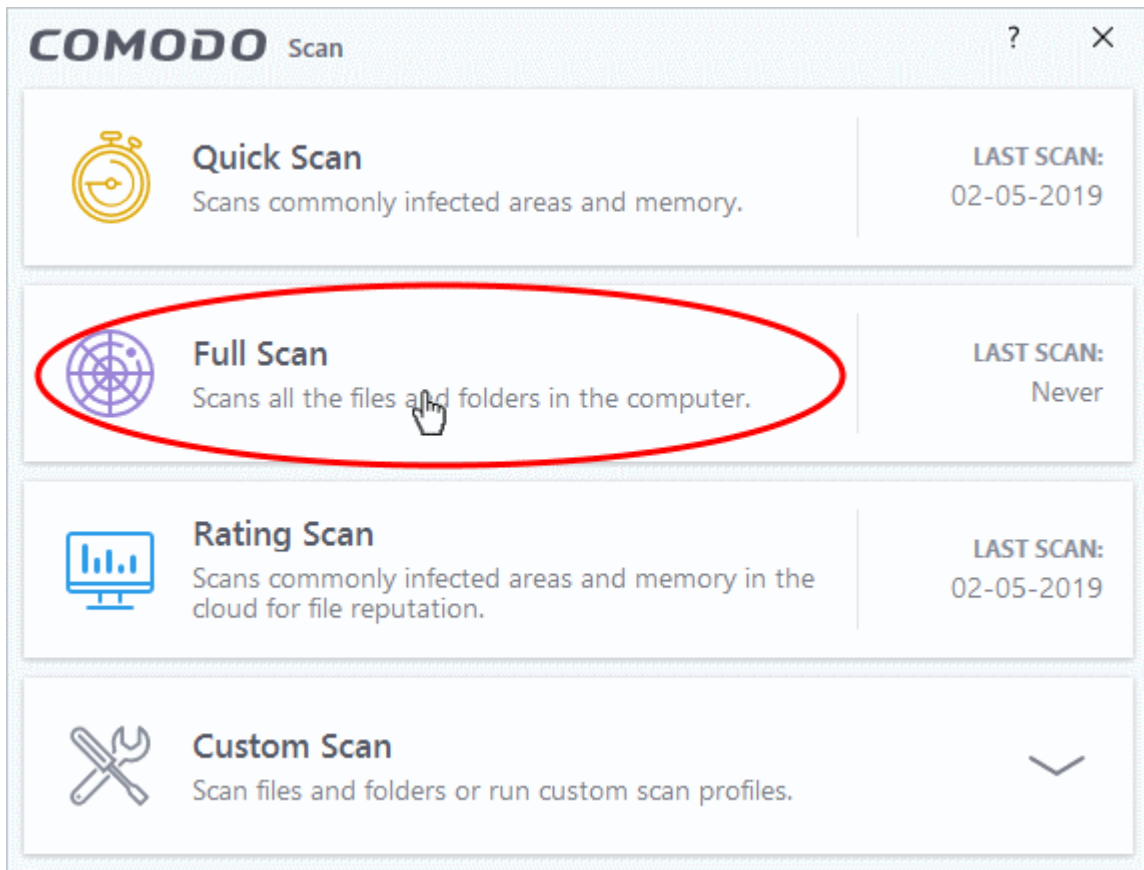 COMODO Scan ?
Quick Scan
Scans commonly infected areas and memory.
LAST SCAN:
02-05-2019
Full Scan
Scans all the files and folders in the computer.
LAST SCAN:
Never
Rating Scan
Scans commonly infected areas and memory in the
cloud for file reputation.
LAST SCAN:
02-05-2019
Custom Scan
Scan files and folders or run custom scan profiles.